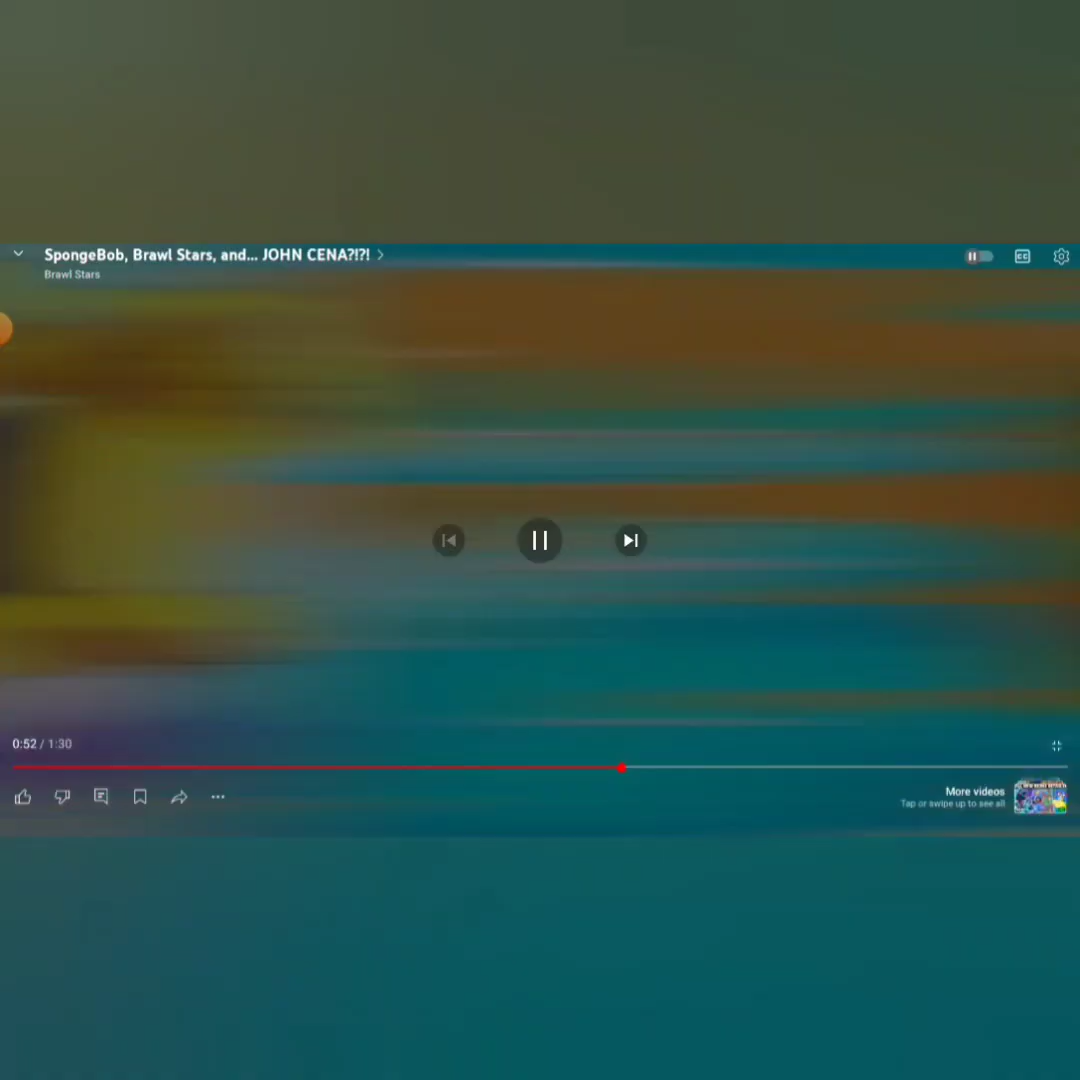 SpongeBob, Brawl Stars, and... JOHN CENA?!?!
Brawl Stars
CC
0:52 / 1:30
More videos
Tap or swipe up to see all